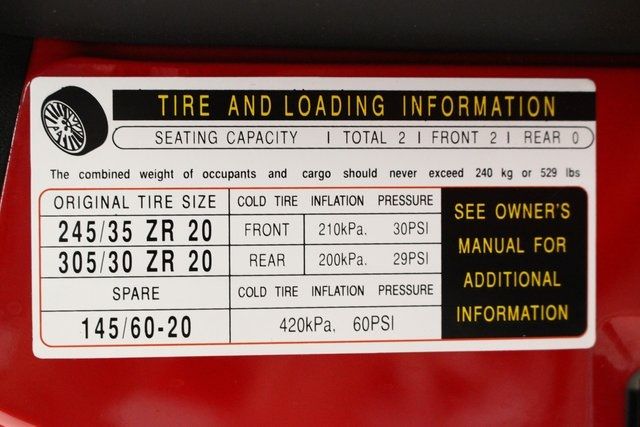 TIRE AND LOADING INFORMATION
SEATING CAPACITY | TOTAL 2 | FRONT 2 | REAR 0
The combined weight of occupants and cargo should never exceed 240 kg or 529 lbs
ORIGINAL TIRE SIZE COLD TIRE INFLATION PRESSURE
245/35 ZR 20 FRONT 210kPa. 30PSI
305/30 ZR 20 REAR 200kPa. 29PSI
SPARE COLD TIRE INFLATION PRESSURE
145/60-20 420kPa, 60PSI
SEE OWNER'S
MANUAL FOR
ADDITIONAL
INFORMATION